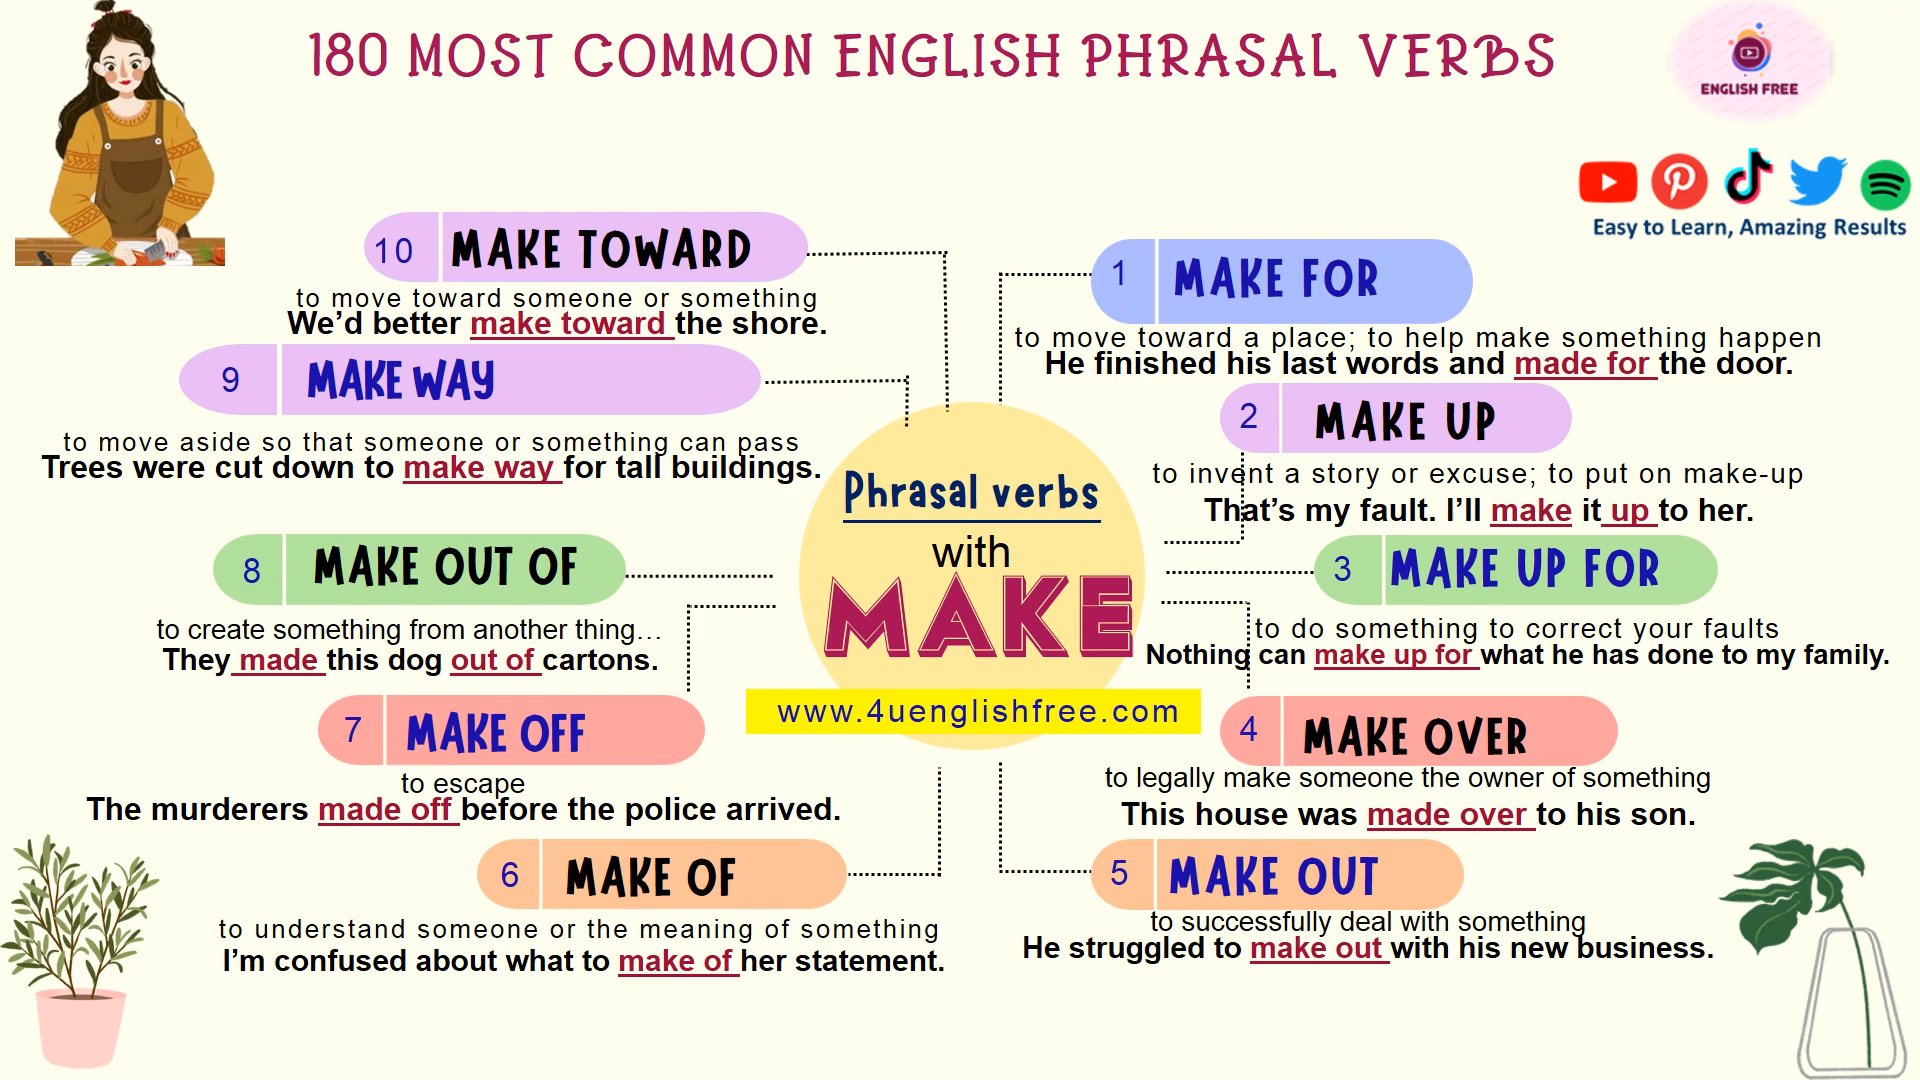 180 MOST COMMON ENGLISH PHRASAL VERBS
ENGLISH FREE
Easy to Learn, Amazing Results
Phrasal verbs
with
MAKE
www.4uenglishfree.com
1 MAKE FOR
to move toward a place; to help make something happen
He finished his last words and made for the door.
2 MAKE UP
to invent a story or excuse; to put on make-up
That’s my fault. I’ll make it up to her.
3 MAKE UP FOR
to do something to correct your faults
Nothing can make up for what he has done to my family.
4 MAKE OVER
to legally make someone the owner of something
This house was made over to his son.
5 MAKE OUT
to successfully deal with something
He struggled to make out with his new business.
6 MAKE OF
to understand someone or the meaning of something
I’m confused about what to make of her statement.
7 MAKE OFF
to escape
The murderers made off before the police arrived.
8 MAKE OUT OF
to create something from another thing...
They made this dog out of cartons.
9 MAKE WAY
to move aside so that someone or something can pass
Trees were cut down to make way for tall buildings.
10 MAKE TOWARD
to move toward someone or something
We’d better make toward the shore.